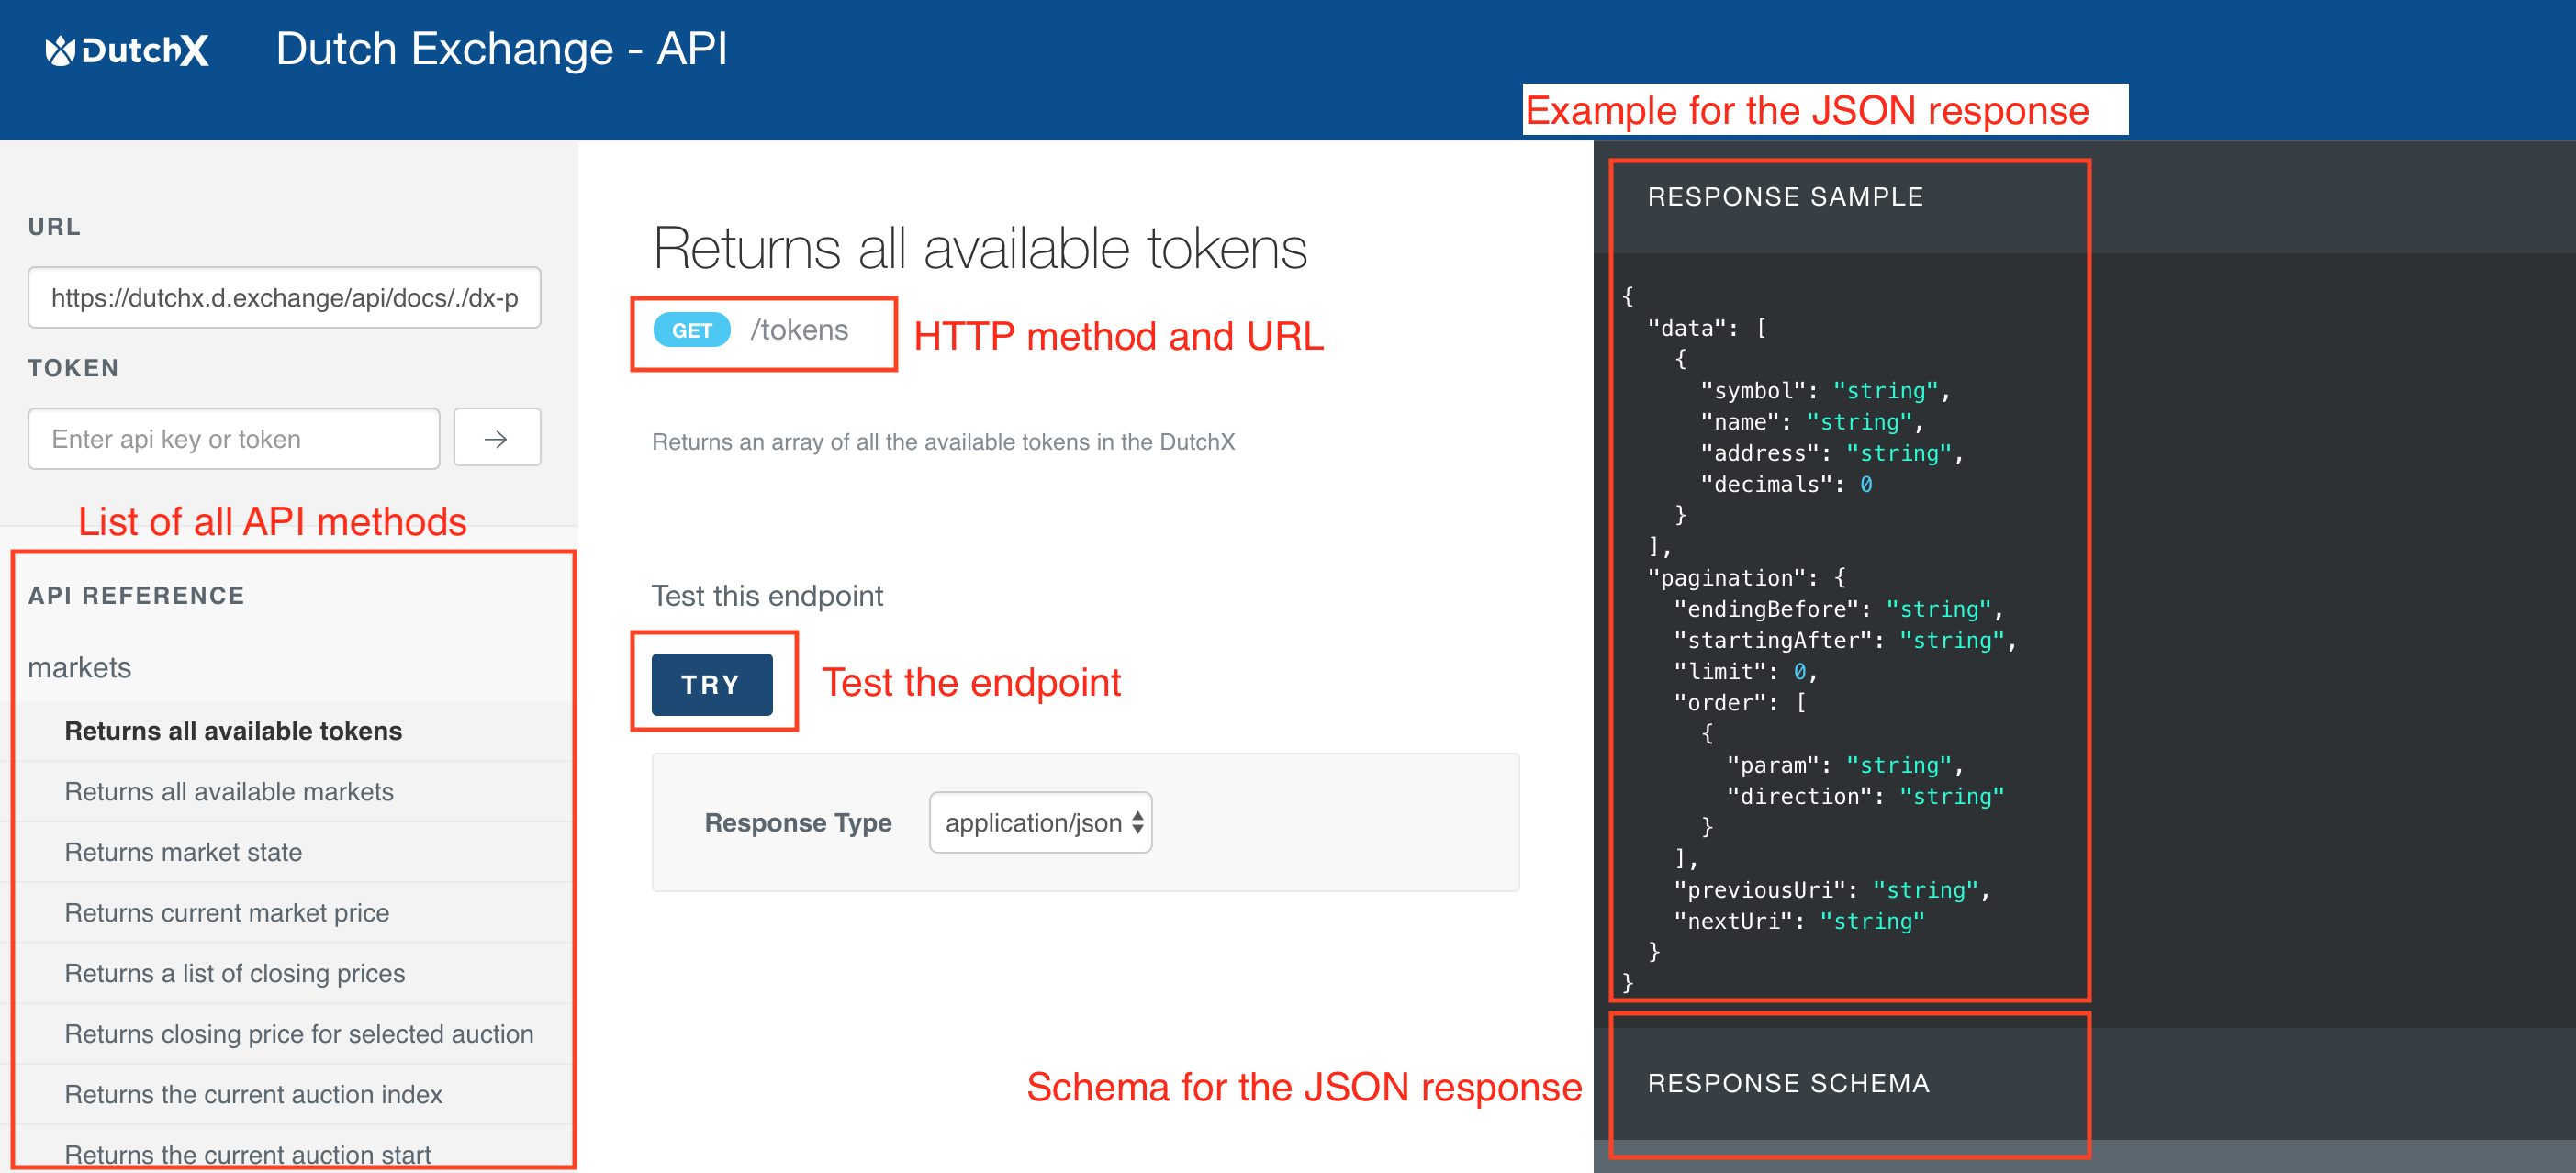 DutchX
Dutch Exchange - API
Example for the JSON response
URL
https://dutchx.d.exchange/api/docs/./dx-p
TOKEN
Enter api key or token
→
List of all API methods
API REFERENCE
markets
Returns all available tokens
Returns all available markets
Returns market state
Returns current market price
Returns a list of closing prices
Returns closing price for selected auction
Returns the current auction index
Returns the current auction start
Returns all available tokens
GET /tokens
HTTP method and URL
Returns an array of all the available tokens in the DutchX
Test this endpoint
TRY
Test the endpoint
Response Type
application/json
Schema for the JSON response
RESPONSE SAMPLE
{
"data": [
{
"symbol": "string",
"name": "string",
"address": "string",
"decimals": 0
}
],
"pagination": {
"endingBefore": "string",
"startingAfter": "string",
"limit": 0,
"order": [
{
"param": "string",
"direction": "string"
}
],
"previousUri": "string",
"nextUri": "string"
}
}
RESPONSE SCHEMA